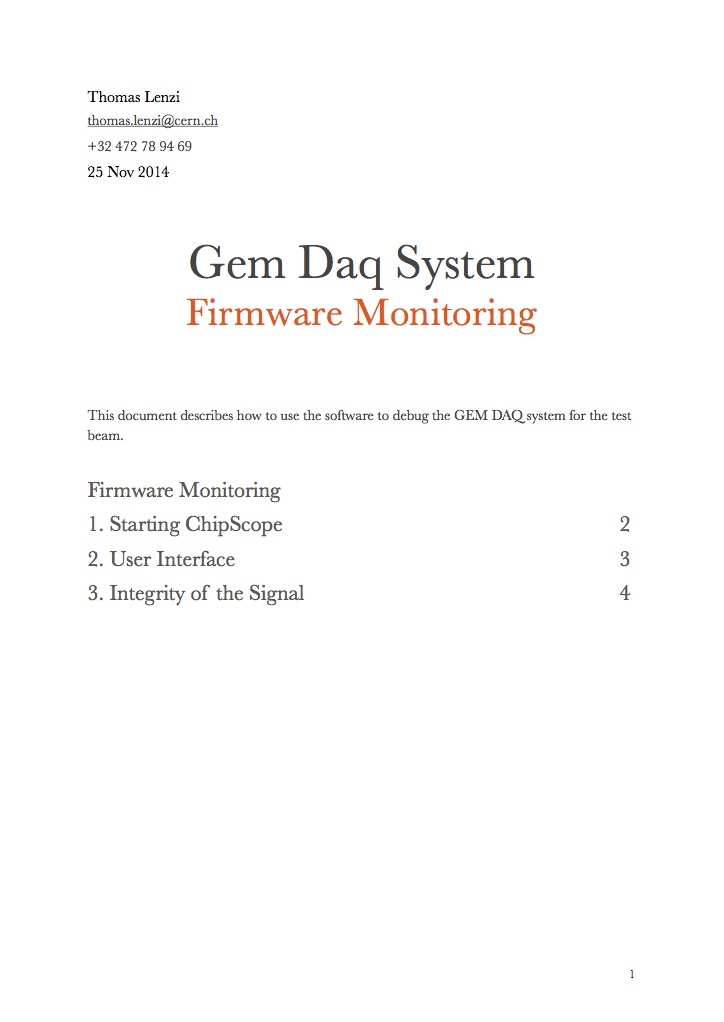 Thomas Lenzi
thomas.lenzi@cern.ch
+32 472 78 94 69
25 Nov 2014
Gem Daq System
Firmware Monitoring
This document describes how to use the software to debug the GEM DAQ system for the test
beam.
Firmware Monitoring
1. Starting ChipScope 2
2. User Interface 3
3. Integrity of the Signal 4
1